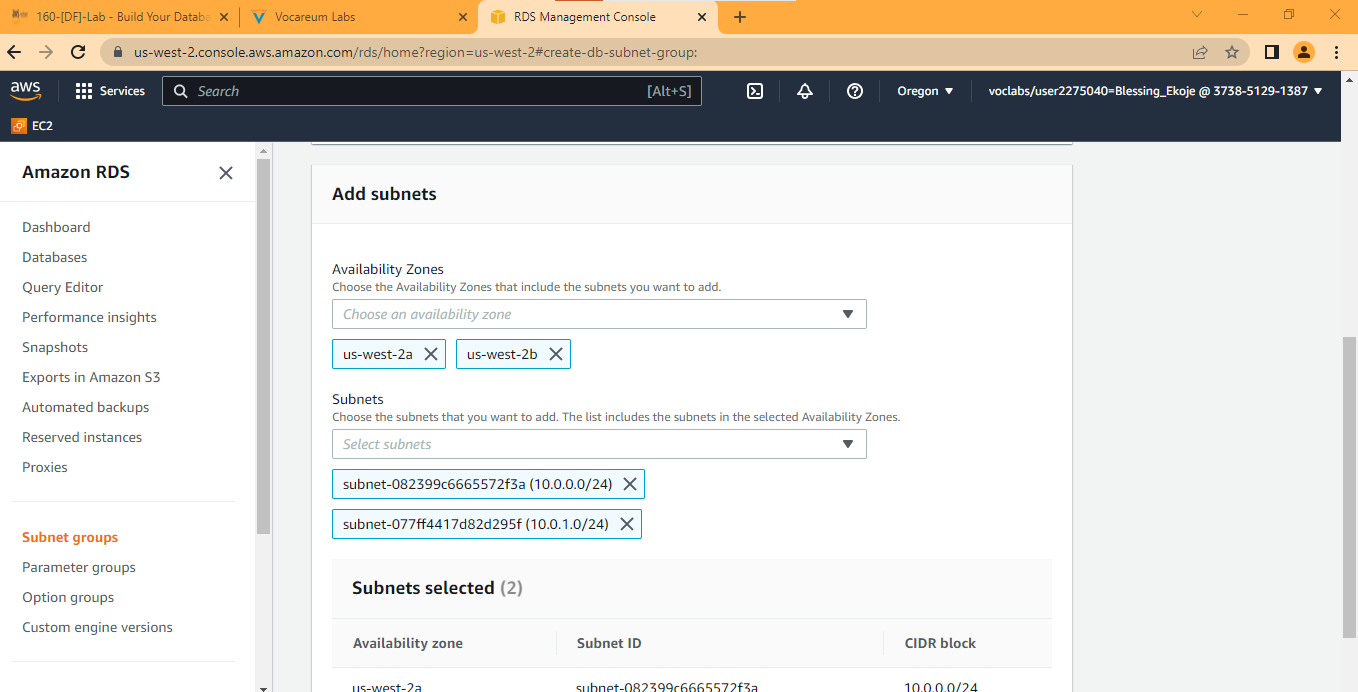 160-[DF]-Lab - Build Your Databa
Vocareum Labs
RDS Management Console
us-west-2.console.aws.amazon.com/rds/home?region=us-west-2#create-db-subnet-group:
aws
Services
Search
[Alt+S]
Oregon
voclabs/user2275040=Blessing_Ekoje @ 3738-5129-1387
EC2
Amazon RDS
Dashboard
Databases
Query Editor
Performance insights
Snapshots
Exports in Amazon S3
Automated backups
Reserved instances
Proxies
Subnet groups
Parameter groups
Option groups
Custom engine versions
Add subnets
Availability Zones
Choose the Availability Zones that include the subnets you want to add.
Choose an availability zone
us-west-2a
us-west-2b
Subnets
Choose the subnets that you want to add. The list includes the subnets in the selected Availability Zones.
Select subnets
subnet-082399c6665572f3a (10.0.0.0/24)
subnet-077ff4417d82d295f (10.0.1.0/24)
Subnets selected (2)
Availability zone
Subnet ID
CIDR block
us-west-2a
subnet-082399c6665572f3a
10.0.0.0/24